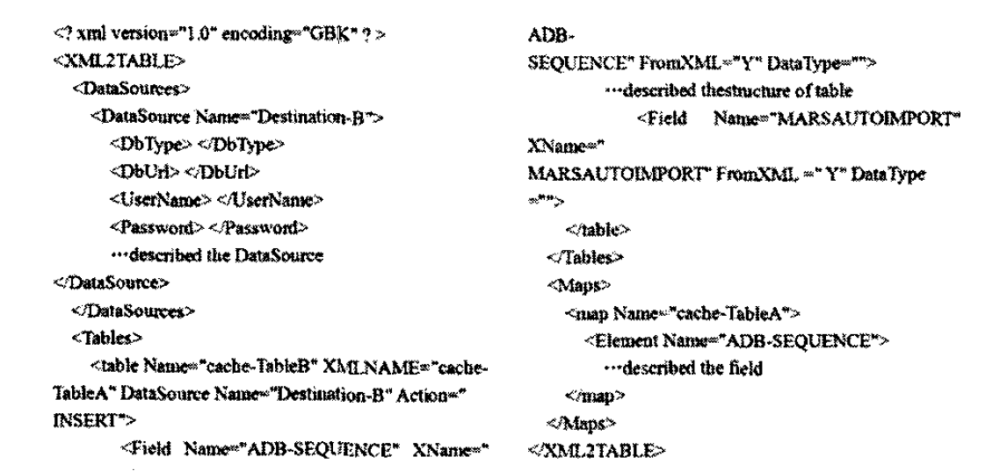 <? xml version="1.0" encoding="GBK" ? >
<XML2TABLE>
<DataSources>
<DataSource Name="Destination-B">
<DbType> </DbType>
<DbUrl> </DbUrl>
<UserName> </UserName>
<Password> </Password>
…described the DataSource
</DataSource>
</DataSources>
<Tables>
<table Name="cache-TableB" XMLNAME="cache-
TableA" DataSource Name="Destination-B" Action="
INSERT">
<Field Name="ADB-SEQUENCE" XName="
ADB-
SEQUENCE" FromXML="Y" DataType="">
…described thestructure of table
<Field Name="MARSAUTOIMPORT"
XName="
MARSAUTOIMPORT" FromXML =" Y" DataType
="">
</table>
</Tables>
<Maps>
<map Name="cache-TableA">
<Element Name="ADB-SEQUENCE">
…described the field
</map>
</Maps>
</XML2TABLE>